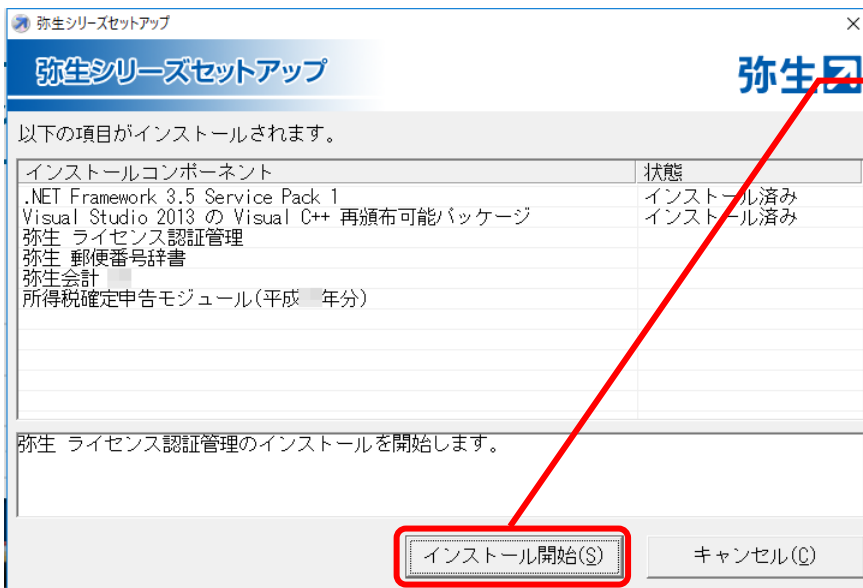 弥生シリーズセットアップ
弥生シリーズセットアップ
弥生
以下の項目がインストールされます。
インストールコンポーネント 状態
.NET Framework 3.5 Service Pack 1 インストール済み
Visual Studio 2013 の Visual C++ 再頒布可能パッケージ インストール済み
弥生 ライセンス認証管理
弥生 郵便番号辞書
弥生会計
所得税確定申告モジュール(平成 年分)
弥生 ライセンス認証管理のインストールを開始します。
インストール開始(S) キャンセル(C)